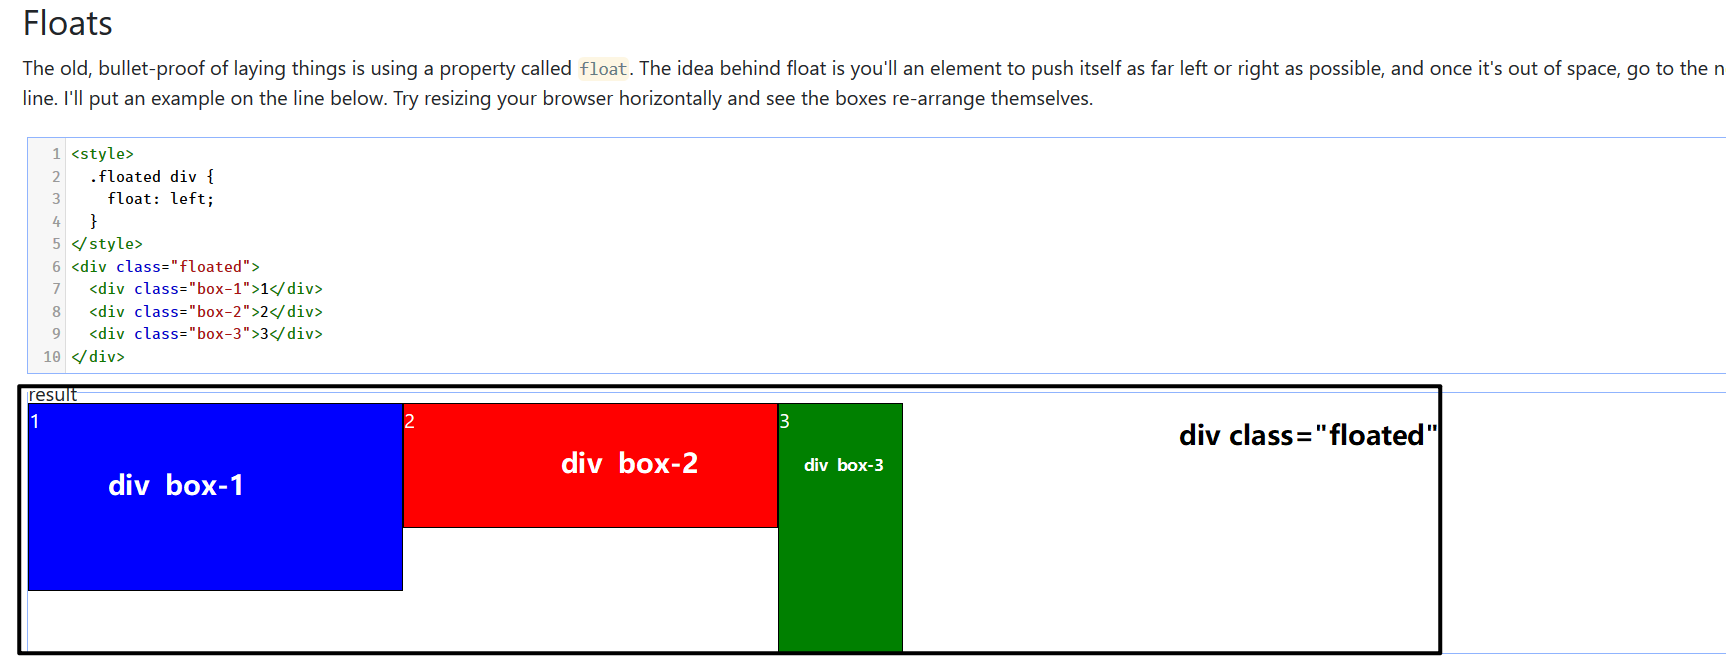 Floats
The old, bullet-proof of laying things is using a property called float. The idea behind float is you'll an element to push itself as far left or right as possible, and once it's out of space, go to the n
line. I'll put an example on the line below. Try resizing your browser horizontally and see the boxes re-arrange themselves.
1 <style>
2 .floated div {
3 float: left;
4 }
5 </style>
6 <div class="floated">
7 <div class="box-1">1</div>
8 <div class="box-2">2</div>
9 <div class="box-3">3</div>
10 </div>
result
1
2
3
div class="floated"
div box-2
div box-3
div box-1